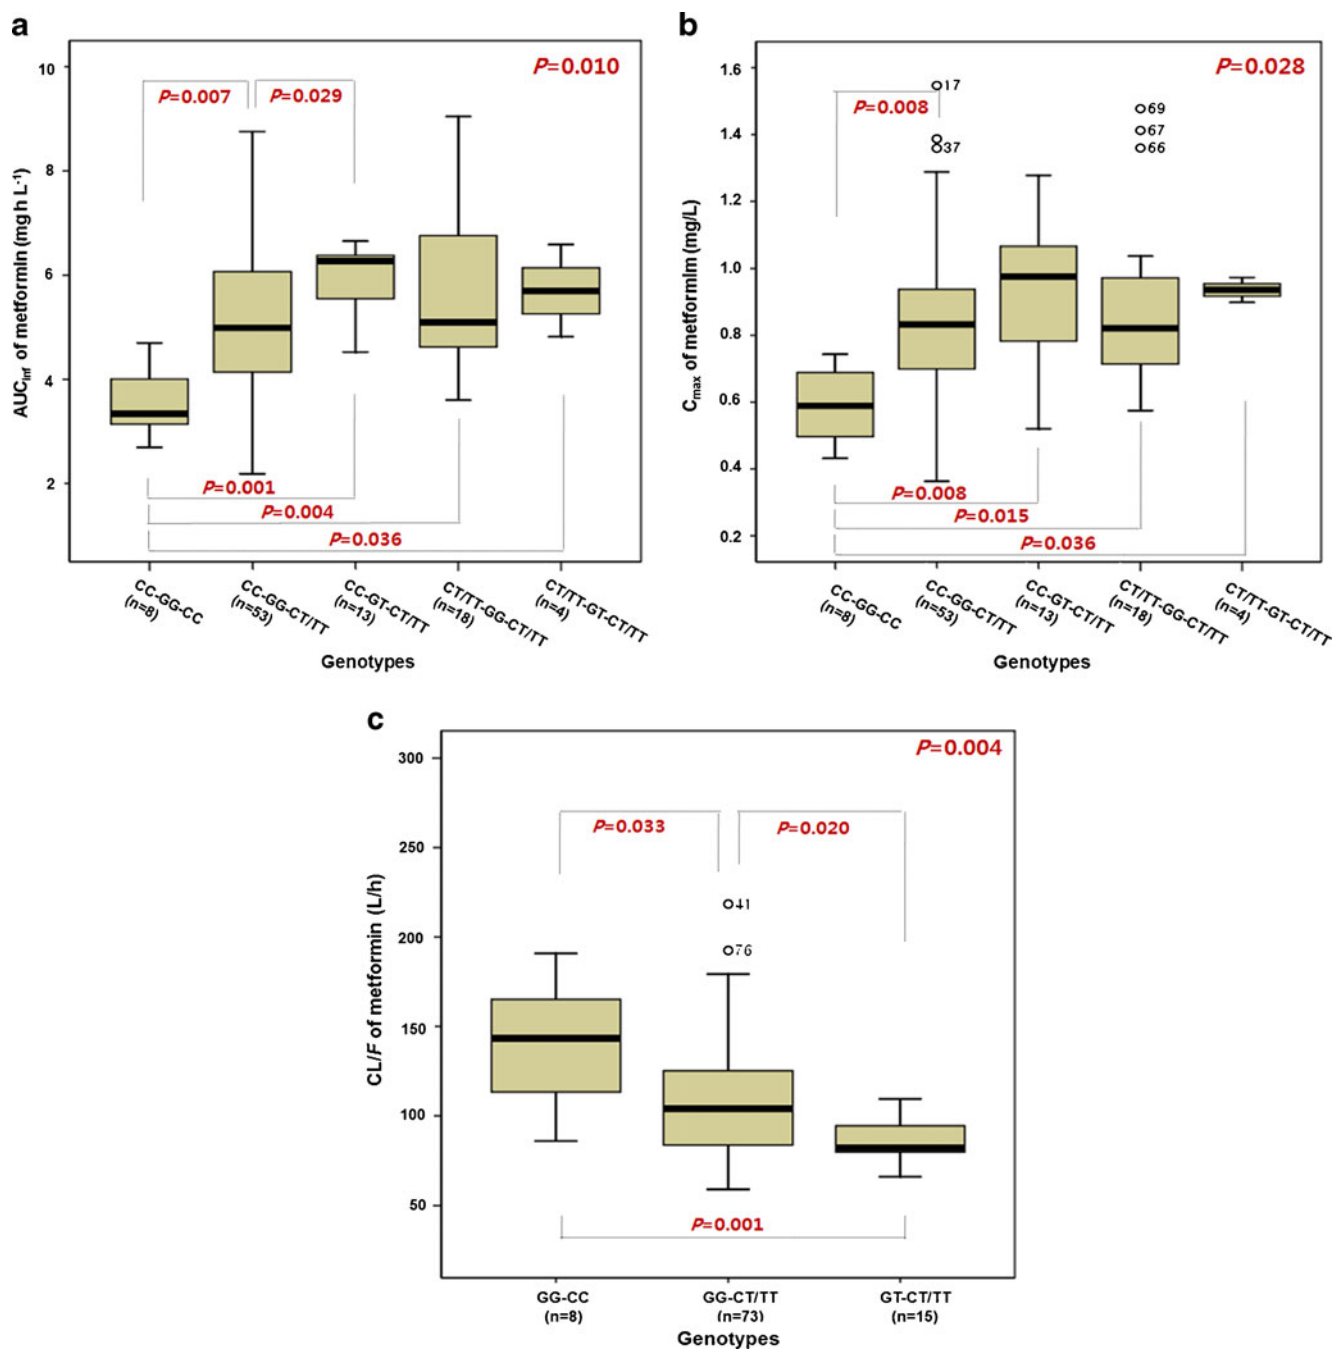 a
P=0.010
10
P=0.007
P=0.029
8
6
4
2
AUCinf of metformin (mg h L-1)
P=0.001
P=0.004
P=0.036
CC-GG-CC
(n=8)
CC-GG-CT/TT
(n=53)
CC-GT-CT/TT
(n=13)
CT/TT-GG-CT/TT
(n=18)
CT/TT-GT-CT/TT
(n=4)
Genotypes
b
P=0.028
1.6
1.4
1.2
1.0
0.8
0.6
0.4
0.2
Cmax of metformim (mg/L)
P=0.008
17
37
69
67
66
P=0.008
P=0.015
P=0.036
CC-GG-CC
(n=8)
CC-GG-CT/TT
(n=53)
CC-GT-CT/TT
(n=13)
CT/TT-GG-CT/TT
(n=18)
CT/TT-GT-CT/TT
(n=4)
Genotypes
c
P=0.004
300
250
200
150
100
50
CL/F of metformin (L/h)
P=0.033
P=0.020
41
76
P=0.001
GG-CC
(n=8)
GG-CT/TT
(n=73)
GT-CT/TT
(n=15)
Genotypes